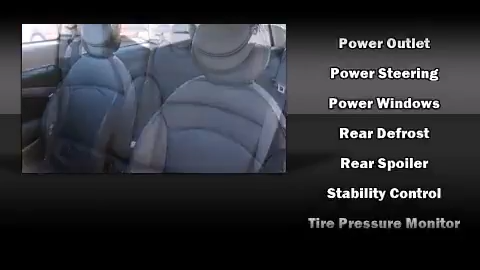 Power Outlet
Power Steering
Power Windows
Rear Defrost
Rear Spoiler
Stability Control
Tire Pressure Monitor